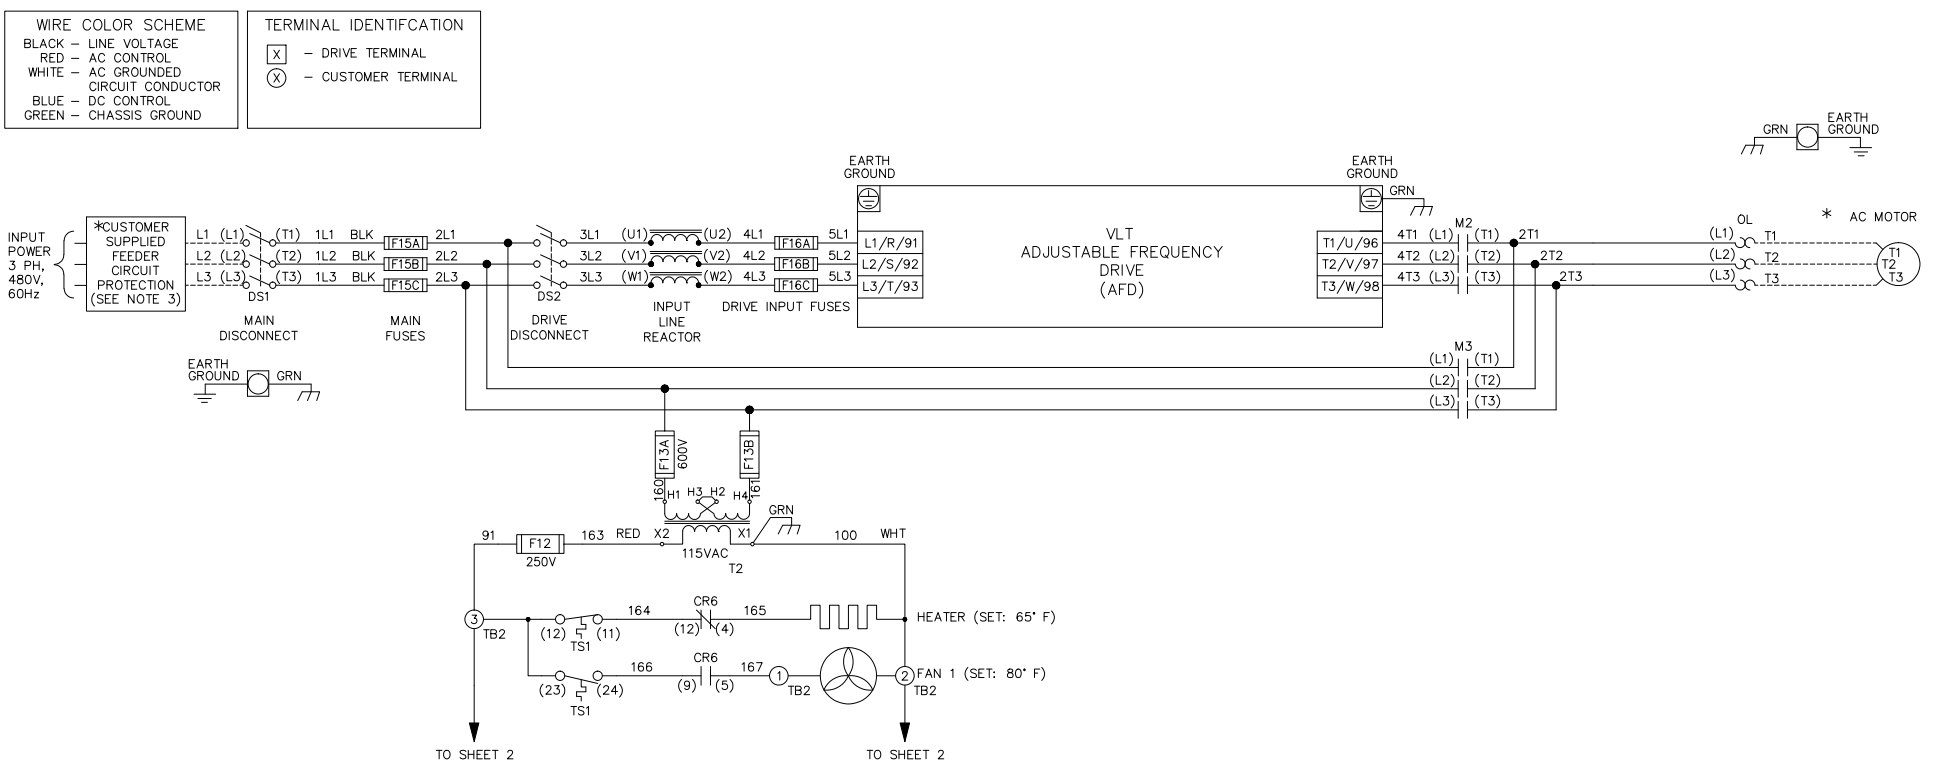 WIRE COLOR SCHEME
BLACK – LINE VOLTAGE
RED – AC CONTROL
WHITE – AC GROUNDED
CIRCUIT CONDUCTOR
BLUE – DC CONTROL
GREEN – CHASSIS GROUND
TERMINAL IDENTIFCATION
X – DRIVE TERMINAL
X – CUSTOMER TERMINAL
GRN
EARTH
GROUND
INPUT
POWER
3 PH,
480V,
60Hz
*CUSTOMER
SUPPLIED
FEEDER
CIRCUIT
PROTECTION
(SEE NOTE 3)
L1 (L1) (T1) 1L1 BLK F15A 2L1
L2 (L2) (T2) 1L2 BLK F15B 2L2
L3 (L3) (T3) 1L3 BLK F15C 2L3
DS1
MAIN
DISCONNECT
MAIN
FUSES
3L1 (U1) (U2) 4L1 F16A 5L1
3L2 (V1) (V2) 4L2 F16B 5L2
3L3 (W1) (W2) 4L3 F16C 5L3
DS2
DRIVE
DISCONNECT
INPUT
LINE
REACTOR
DRIVE INPUT FUSES
EARTH
GROUND
L1/R/91
L2/S/92
L3/T/93
VLT
ADJUSTABLE FREQUENCY
DRIVE
(AFD)
EARTH
GROUND
GRN
T1/U/96
T2/V/97
T3/W/98
M2
4T1 (L1) (T1) 2T1
4T2 (L2) (T2) 2T2
4T3 (L3) (T3) 2T3
OL
(L1) T1
(L2) T2
(L3) T3
* AC MOTOR
T1
T2
T3
M3
(L1) (T1)
(L2) (T2)
(L3) (T3)
EARTH
GROUND
GRN
F13A
600V
F13B
160
161
H1 H3 H2 H4
GRN
91 F12 163 RED X2 X1 100 WHT
250V
115VAC
T2
3
TB2
(12) (11)
TS1
164
CR6
(12) (4)
165
HEATER (SET: 65° F)
(23) (24)
TS1
166
CR6
(9) (5)
167
1
TB2
2
TB2
FAN 1 (SET: 80° F)
TO SHEET 2
TO SHEET 2